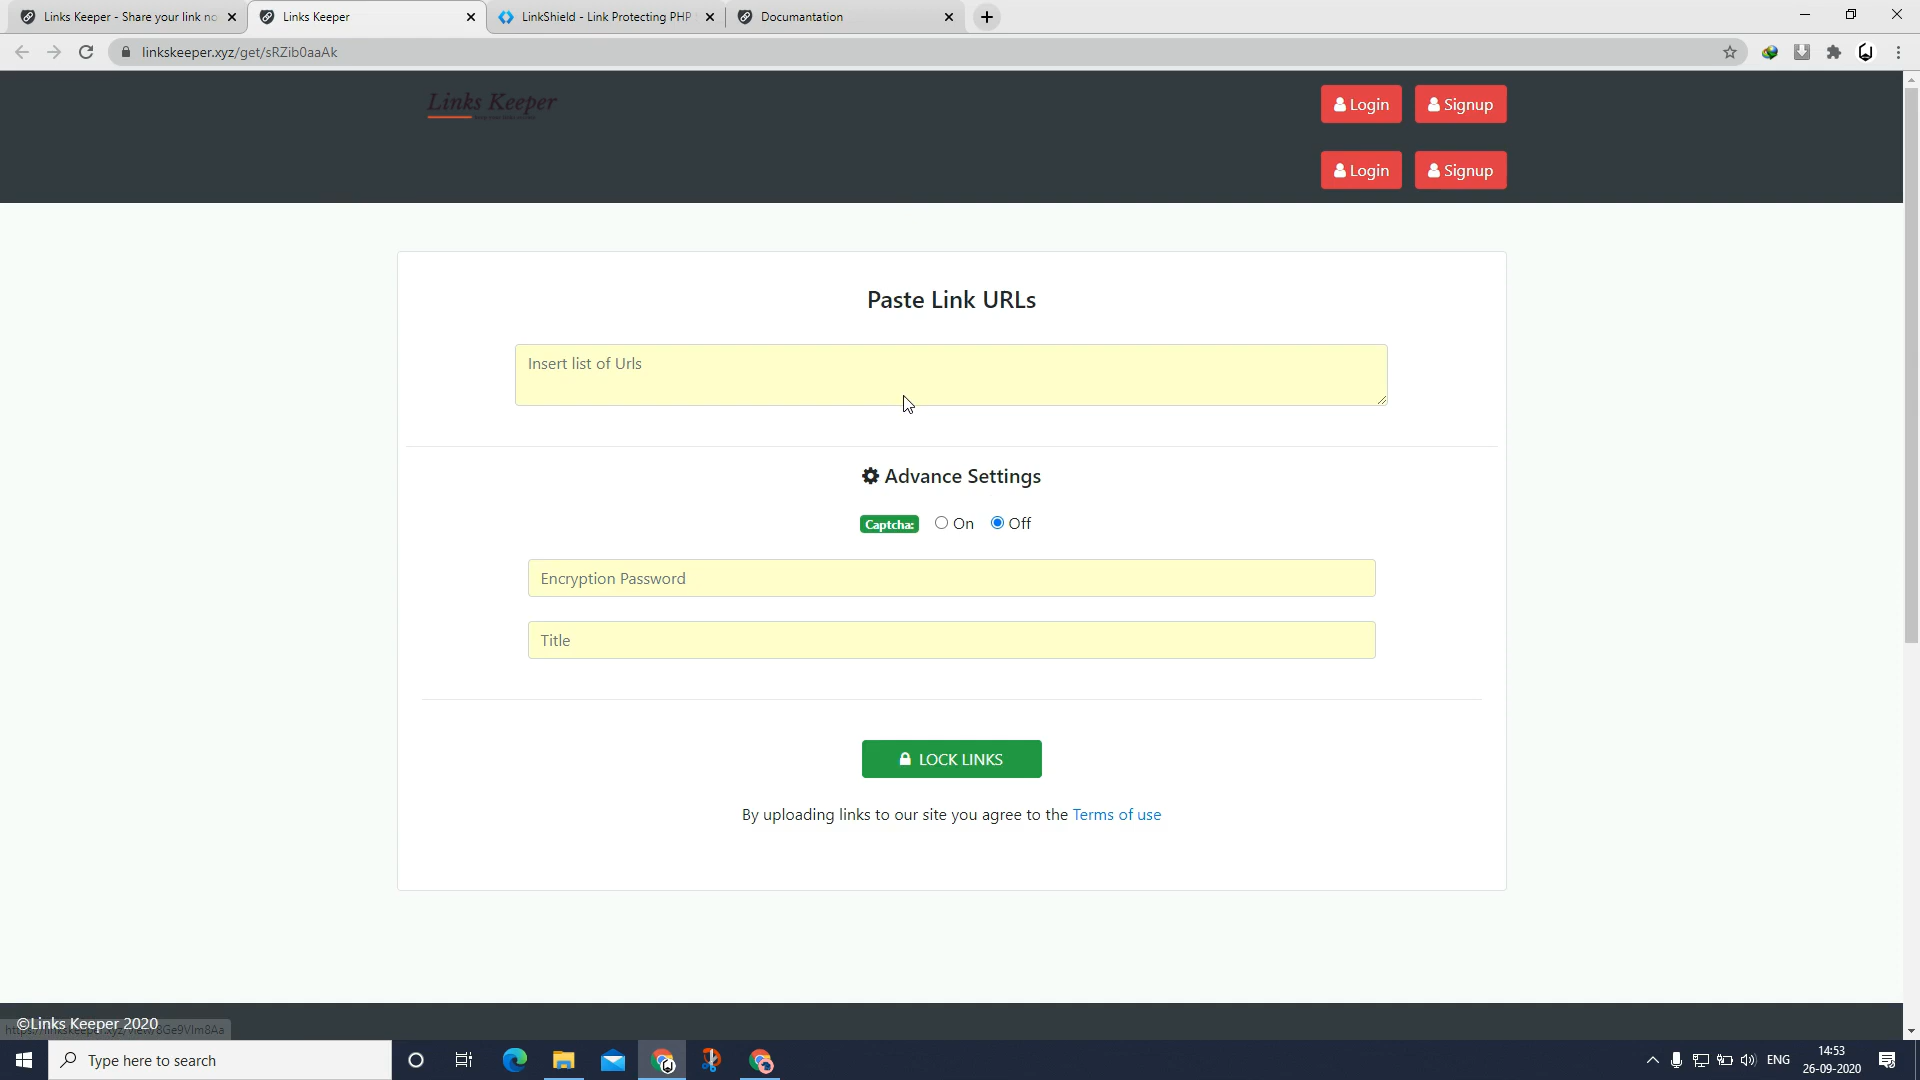 Links Keeper - Share your link no
Links Keeper
LinkShield - Link Protecting PHP
Documantation
linkskeeper.xyz/get/sRZib0aaAk
Links Keeper
Login
Signup
Login
Signup
Paste Link URLs
Insert list of Urls
Advance Settings
Captcha:
On
Off
Encryption Password
Title
LOCK LINKS
By uploading links to our site you agree to the Terms of use
©Links Keeper 2020
Type here to search
ENG
14:53
26-09-2020